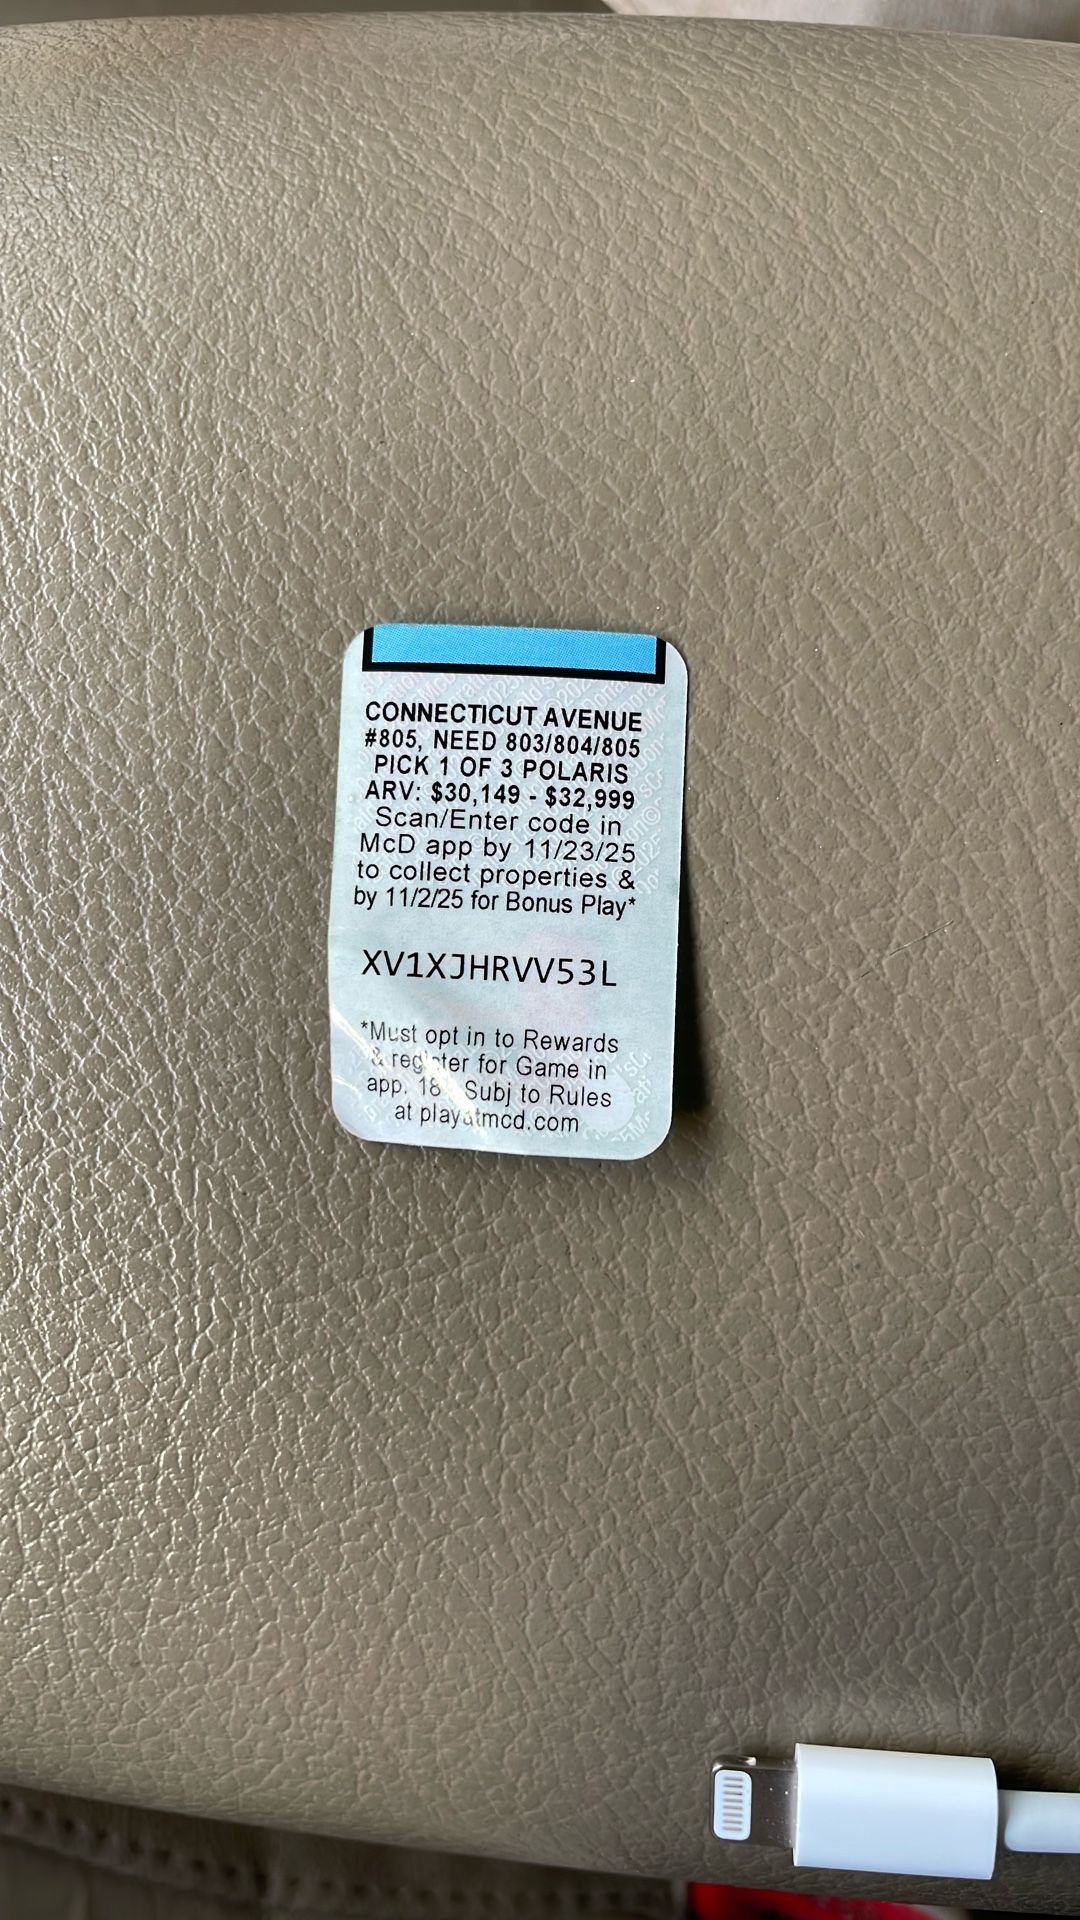 CONNECTICUT AVENUE
#805, NEED 803/804/805
PICK 1 OF 3 POLARIS
ARV: $30,149 - $32,999
Scan/Enter code in
McD app by 11/23/25
to collect properties &
by 11/2/25 for Bonus Play*
XV1XJHRVV53L
*Must opt in to Rewards
& register for Game in
app. 18+ Subj to Rules
at playatmcd.com